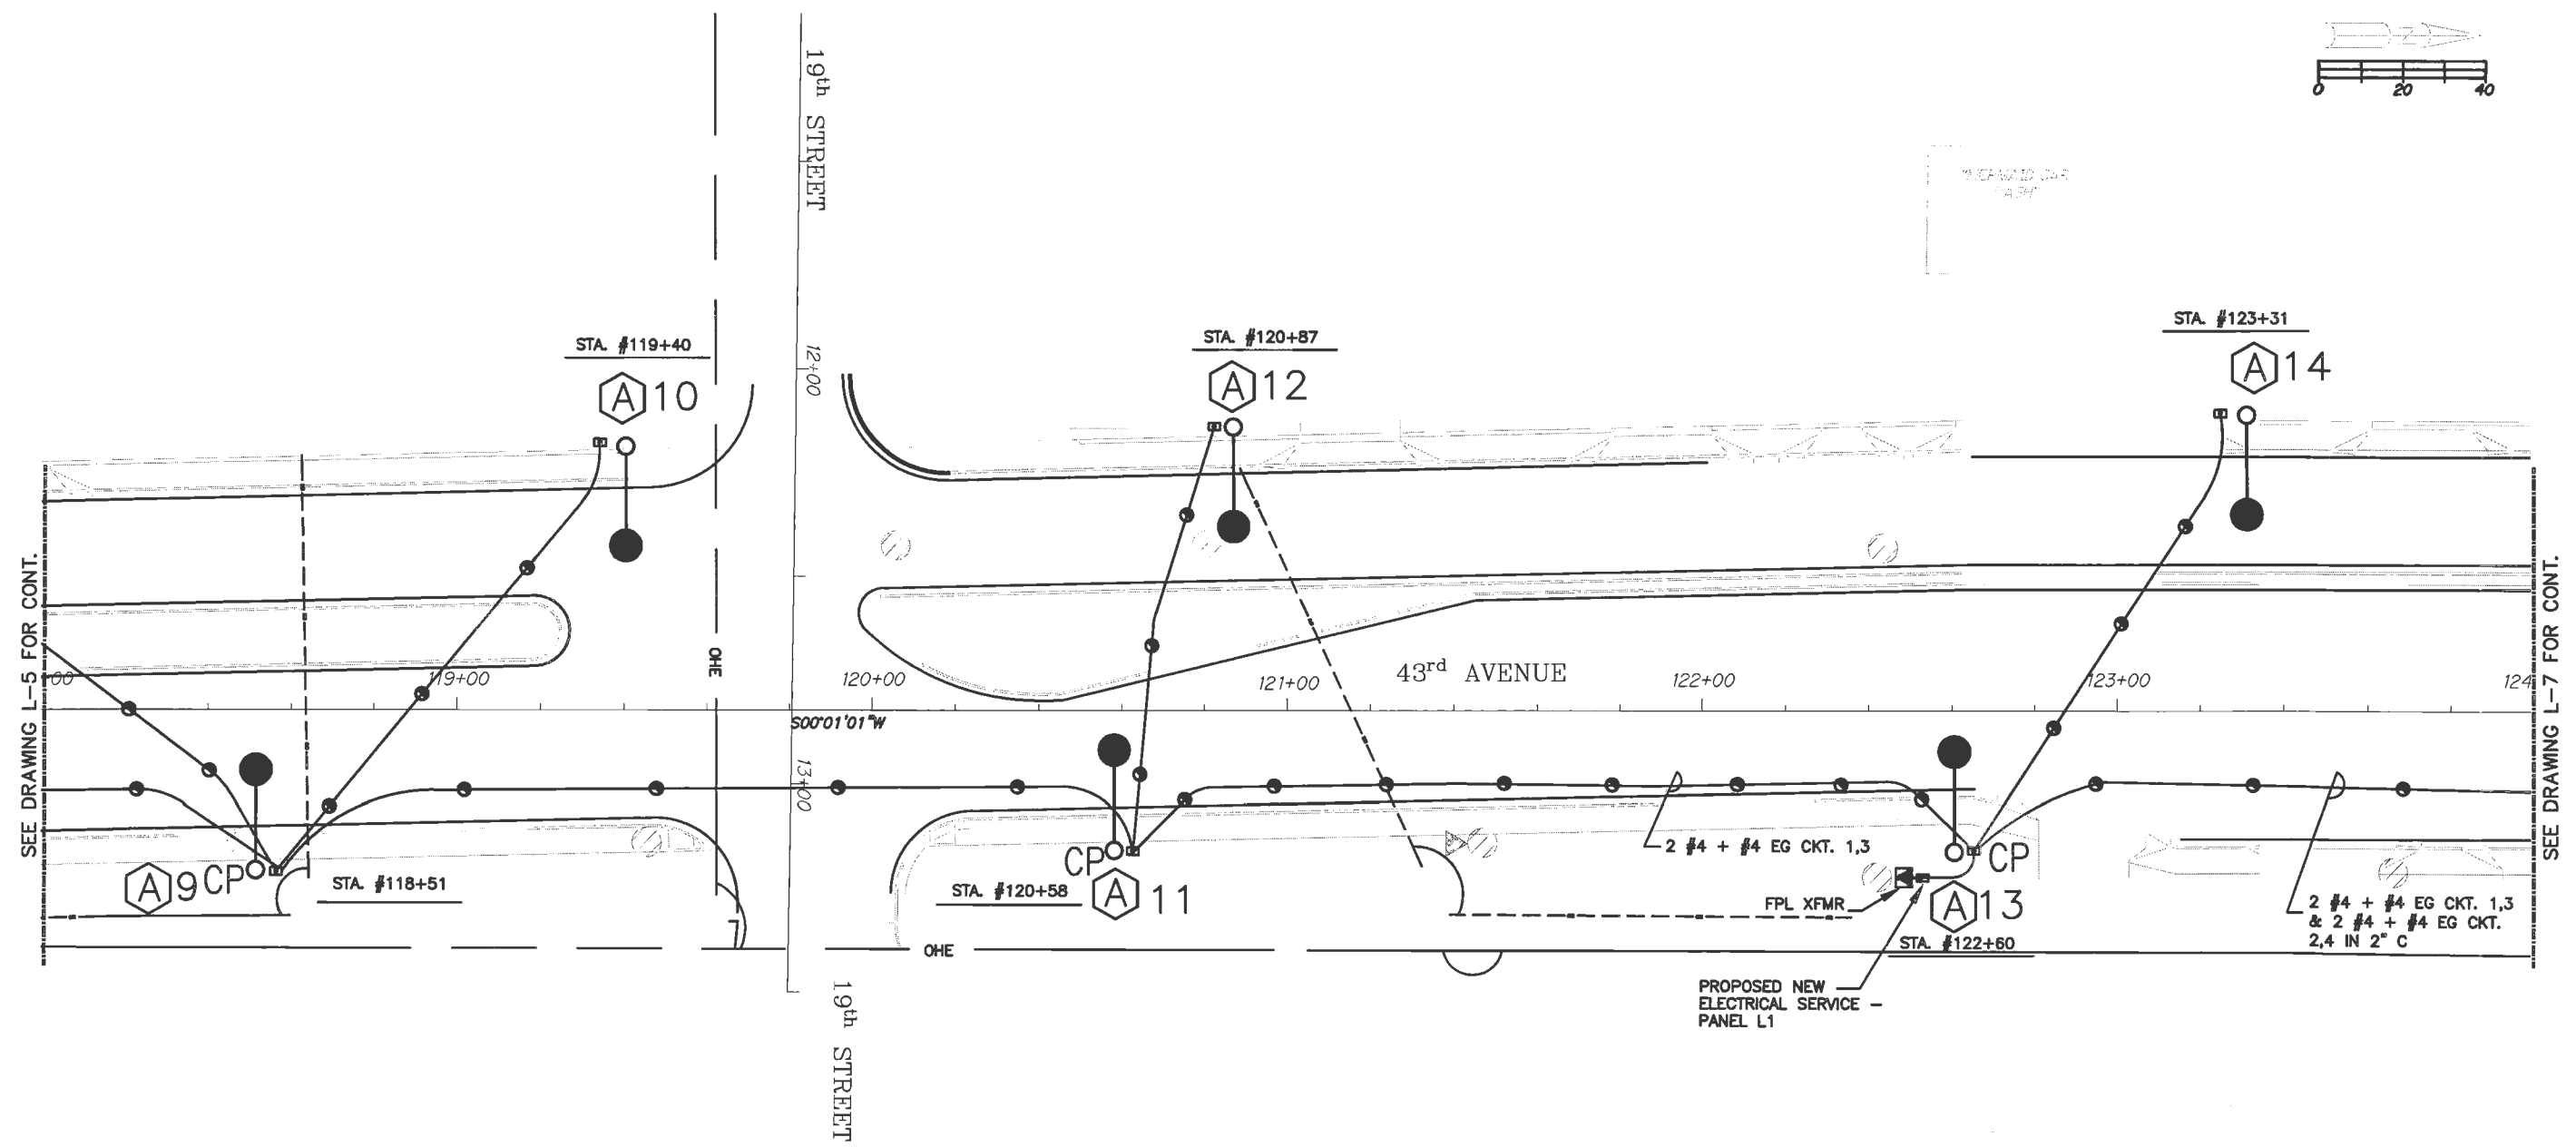 0 20 40
19th STREET
STA. #119+40
A 10
12+00
STA. #120+87
A 12
STA. #123+31
A 14
SEE DRAWING L-5 FOR CONT.
00
119+00
OHE
120+00
121+00
43rd AVENUE
122+00
123+00
124
SEE DRAWING L-7 FOR CONT.
S00°01'01"W
13+00
A 9 CP
STA. #118+51
CP
STA. #120+58
A 11
2 #4 + #4 EG CKT. 1,3
CP
FPL XFMR
A 13
STA. #122+60
2 #4 + #4 EG CKT. 1,3
& 2 #4 + #4 EG CKT.
2,4 IN 2" C
OHE
PROPOSED NEW
ELECTRICAL SERVICE –
PANEL L1
19th STREET